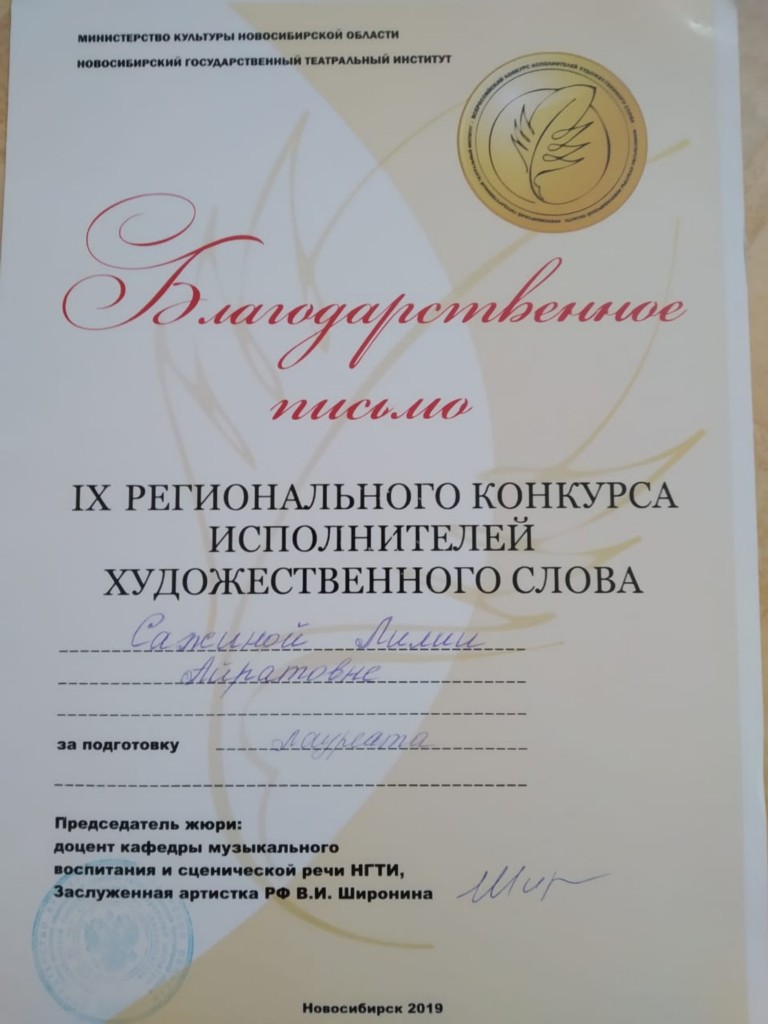 МИНИСТЕРСТВО КУЛЬТУРЫ НОВОСИБИРСКОЙ ОБЛАСТИ
НОВОСИБИРСКИЙ ГОСУДАРСТВЕННЫЙ ТЕАТРАЛЬНЫЙ ИНСТИТУТ
Благодарственное
письмо
IX РЕГИОНАЛЬНОГО КОНКУРСА
ИСПОЛНИТЕЛЕЙ
ХУДОЖЕСТВЕННОГО СЛОВА
Сажиной Лилии
Айратовне
за подготовку лауреата
Председатель жюри:
доцент кафедры музыкального
воспитания и сценической речи НГТИ,
Заслуженная артистка РФ В.И. Широнина
Новосибирск 2019